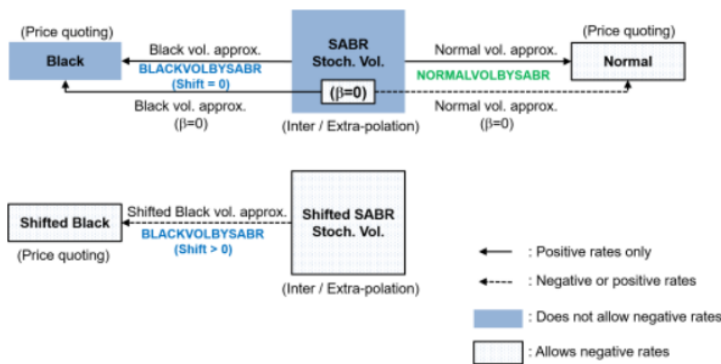 (Price quoting)
Black
Black vol. approx.
BLACKVOLBYSABR
(Shift = 0)
Black vol. approx.
(β=0)
SABR
Stoch. Vol.
(β=0)
(Inter / Extra-polation)
Normal vol. approx.
NORMALVOLBYSABR
Normal vol. approx.
(β=0)
(Price quoting)
Normal
Shifted Black
(Price quoting)
Shifted Black vol. approx.
BLACKVOLBYSABR
(Shift > 0)
Shifted SABR
Stoch. Vol.
(Inter / Extra-polation)
: Positive rates only
: Negative or positive rates
: Does not allow negative rates
: Allows negative rates